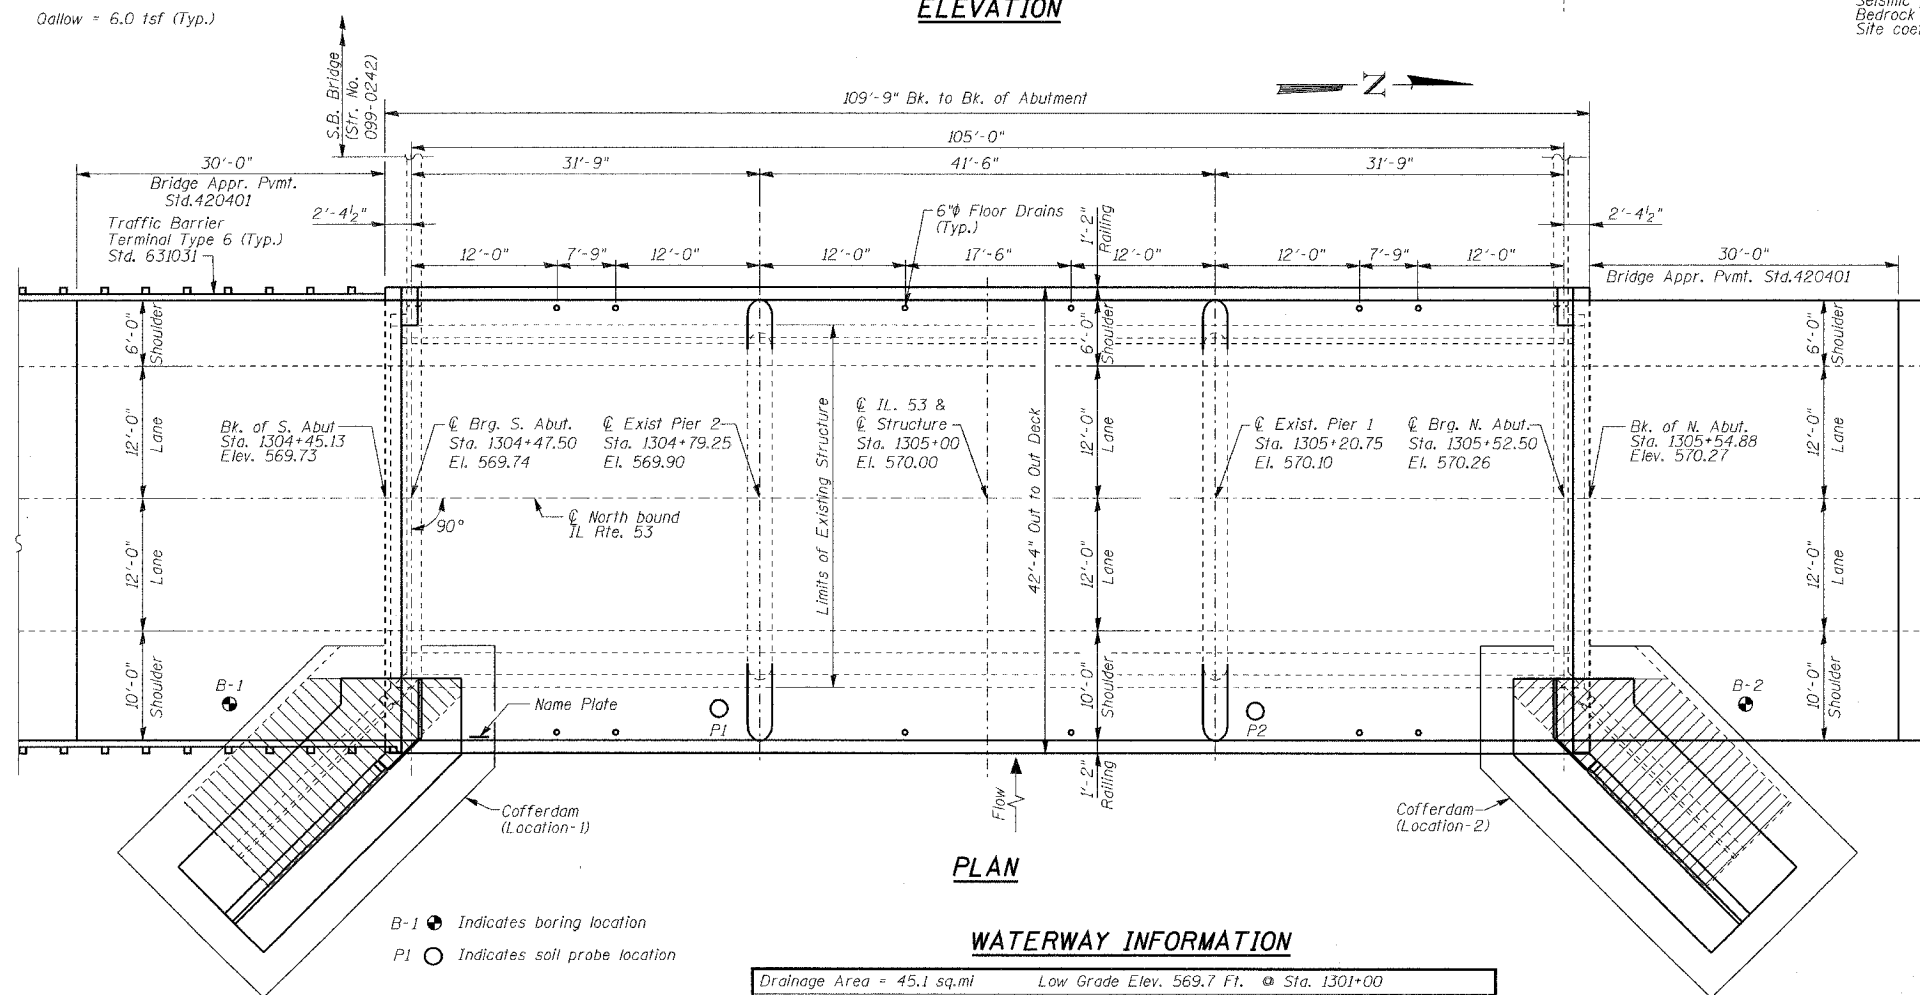 Qallow = 6.0 tsf (Typ.)
ELEVATION
Bedrock
S.B. Bridge
(Str. No.
099-0242)
Z
109'-9" Bk. to Bk. of Abutment
105'-0"
30'-0"
31'-9"
41'-6"
31'-9"
Bridge Appr. Pvmt.
Std.420401
2'-4½"
6"ϕ Floor Drains
(Typ.)
1'-2"
Railing
2'-4½"
Traffic Barrier
Terminal Type 6 (Typ.)
Std. 631031
12'-0"
7'-9"
12'-0"
12'-0"
17'-6"
12'-0"
12'-0"
7'-9"
12'-0"
30'-0"
Bridge Appr. Pvmt. Std.420401
6'-0"
Shoulder
6'-0"
Shoulder
6'-0"
Shoulder
12'-0"
Lane
Bk. of S. Abut
Sta. 1304+45.13
Elev. 569.73
℄ Brg. S. Abut.
Sta. 1304+47.50
El. 569.74
℄ Exist Pier 2
Sta. 1304+79.25
El. 569.90
Limits of Existing Structure
℄ IL. 53 &
℄ Structure
Sta. 1305+00
El. 570.00
42'-4" Out to Out Deck
12'-0"
Lane
℄ Exist. Pier 1
Sta. 1305+20.75
El. 570.10
℄ Brg. N. Abut.
Sta. 1305+52.50
El. 570.26
Bk. of N. Abut.
Sta. 1305+54.88
Elev. 570.27
12'-0"
Lane
90°
℄ North bound
IL Rte. 53
12'-0"
Lane
12'-0"
Lane
12'-0"
Lane
10'-0"
Shoulder
B-1
Name Plate
P1
10'-0"
Shoulder
P2
B-2
10'-0"
Shoulder
Flow
1'-2"
Railing
Cofferdam
(Location-1)
Cofferdam
(Location-2)
PLAN
B-1 Indicates boring location
P1 Indicates soil probe location
WATERWAY INFORMATION
Drainage Area = 45.1 sq.mi Low Grade Elev. 569.7 Ft. @ Sta. 1301+00